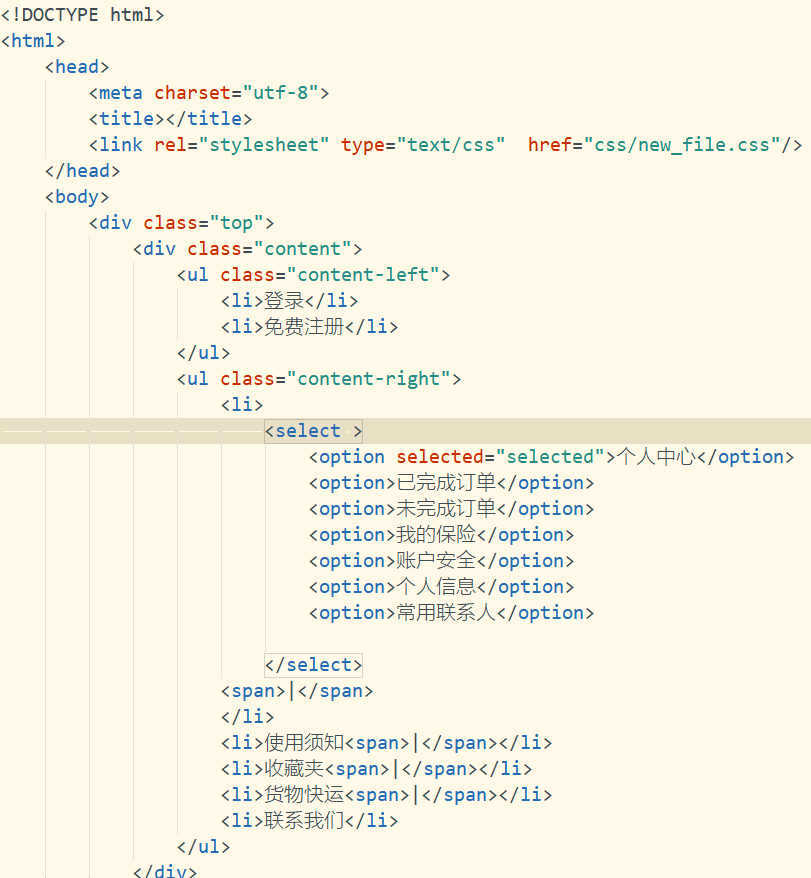 <!DOCTYPE html>
<html>
    <head>
        <meta charset="utf-8">
        <title></title>
        <link rel="stylesheet" type="text/css"  href="css/new_file.css"/>
    </head>
    <body>
        <div class="top">
            <div class="content">
                <ul class="content-left">
                    <li>登录</li>
                    <li>免费注册</li>
                </ul>
                <ul class="content-right">
                    <li>
                        <select >
                            <option selected="selected">个人中心</option>
                            <option>已完成订单</option>
                            <option>未完成订单</option>
                            <option>我的保险</option>
                            <option>账户安全</option>
                            <option>个人信息</option>
                            <option>常用联系人</option>

                        </select>
                    <span>|</span>
                    </li>
                    <li>使用须知<span>|</span></li>
                    <li>收藏夹<span>|</span></li>
                    <li>货物快运<span>|</span></li>
                    <li>联系我们</li>
                </ul>
            </div>